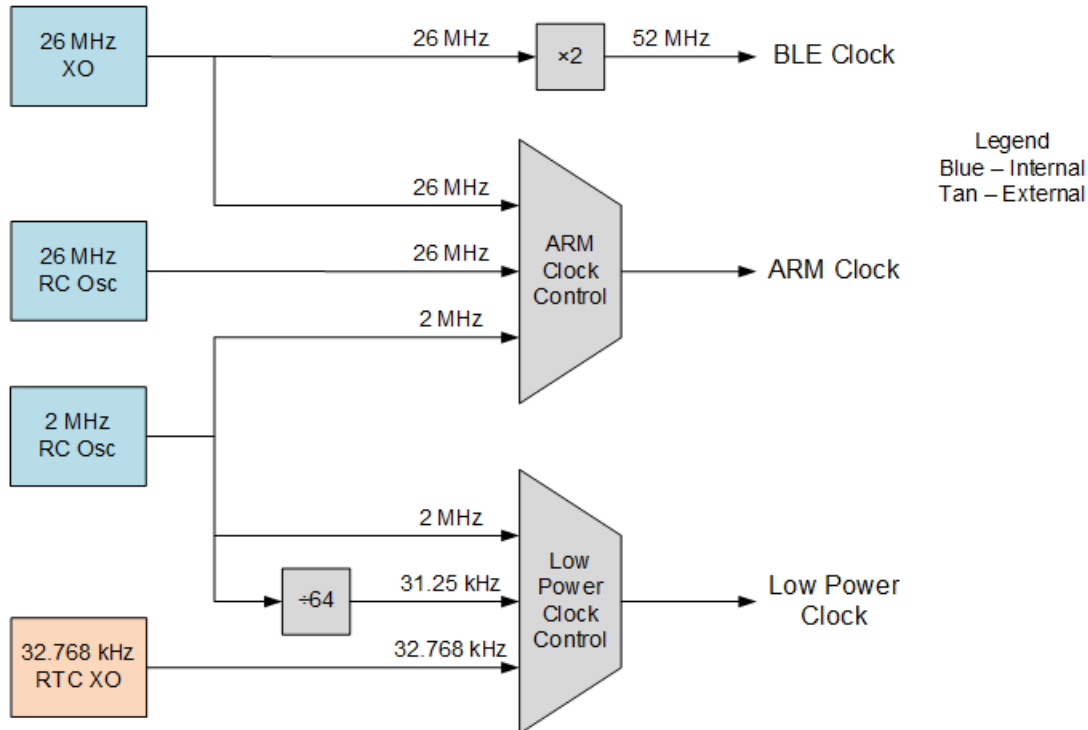 26 MHz
XO
26 MHz
×2
52 MHz
BLE Clock
Legend
Blue – Internal
Tan – External
26 MHz
26 MHz
RC Osc
26 MHz
ARM
Clock
Control
ARM Clock
2 MHz
2 MHz
RC Osc
2 MHz
÷64
31.25 kHz
Low
Power
Clock
Control
Low Power
Clock
32.768 kHz
RTC XO
32.768 kHz